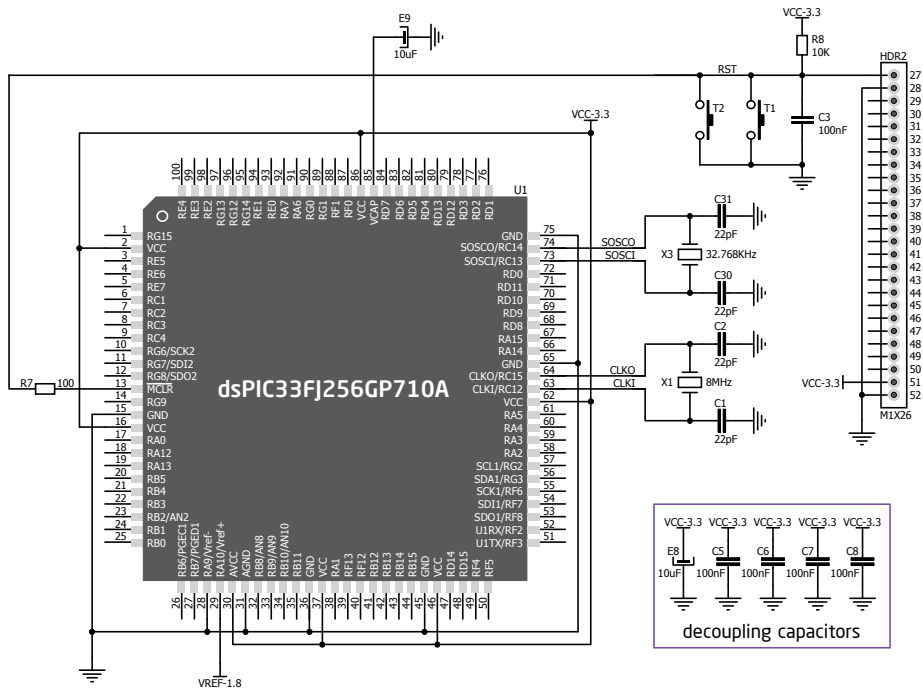 E9
10uF
VCC-3.3
R8
10K
HDR2
RST
T2
T1
C3
100nF
27
28
29
30
31
32
33
34
35
36
37
38
39
40
41
42
43
44
45
46
47
48
49
50
51
52
VCC-3.3
M1X26
VCC-3.3
U1
100
99
98
97
96
95
94
93
92
91
90
89
88
87
86
85
84
83
82
81
80
79
78
77
76
RE4
RE3
RE2
RG13
RG12
RG14
RE1
RE0
RA7
RA6
RG0
RG1
RF1
RF0
VCC
VCAP
RD7
RD6
RD5
RD4
RD13
RD12
RD3
RD2
RD1
1 RG15
2 VCC
3 RE5
4 RE6
5 RE7
6 RC1
7 RC2
8 RC3
9 RC4
10 RG6/SCK2
11 RG7/SDI2
12 RG8/SDO2
13 MCLR
14 RG9
15 GND
16 VCC
17 RA0
18 RA12
19 RA13
20 RB5
21 RB4
22 RB3
23 RB2/AN2
24 RB1
25 RB0
R7
100
dsPIC33FJ256GP710A
GND 75
SOSCO/RC14 74
SOSCI/RC13 73
RD0 72
RD11 71
RD10 70
RD9 69
RD8 68
RA15 67
RA14 66
GND 65
CLKO/RC15 64
CLKI/RC12 63
VCC 62
RA5 61
RA4 60
RA3 59
RA2 58
SCL1/RG2 57
SDA1/RG3 56
SCK1/RF6 55
SDI1/RF7 54
SDO1/RF8 53
U1RX/RF2 52
U1TX/RF3 51
RB6/PGEC1
RB7/PGED1
RA9/Vref-
RA10/Vref+
AVCC
AGND
RB8/AN8
RB9/AN9
RB10/AN10
RB11
GND
VCC
RA1
RF13
RF12
RB12
RB13
RB14
RB15
GND
VCC
RD14
RD15
RF4
RF5
26
27
28
29
30
31
32
33
34
35
36
37
38
39
40
41
42
43
44
45
46
47
48
49
50
VREF-1.8
SOSCO
SOSCI
C31
22pF
X3
32.768KHz
C30
22pF
CLKO
CLKI
C2
22pF
X1
8MHz
C1
22pF
VCC-3.3 VCC-3.3 VCC-3.3 VCC-3.3 VCC-3.3
E8 C5 C6 C7 C8
10uF 100nF 100nF 100nF 100nF
decoupling capacitors